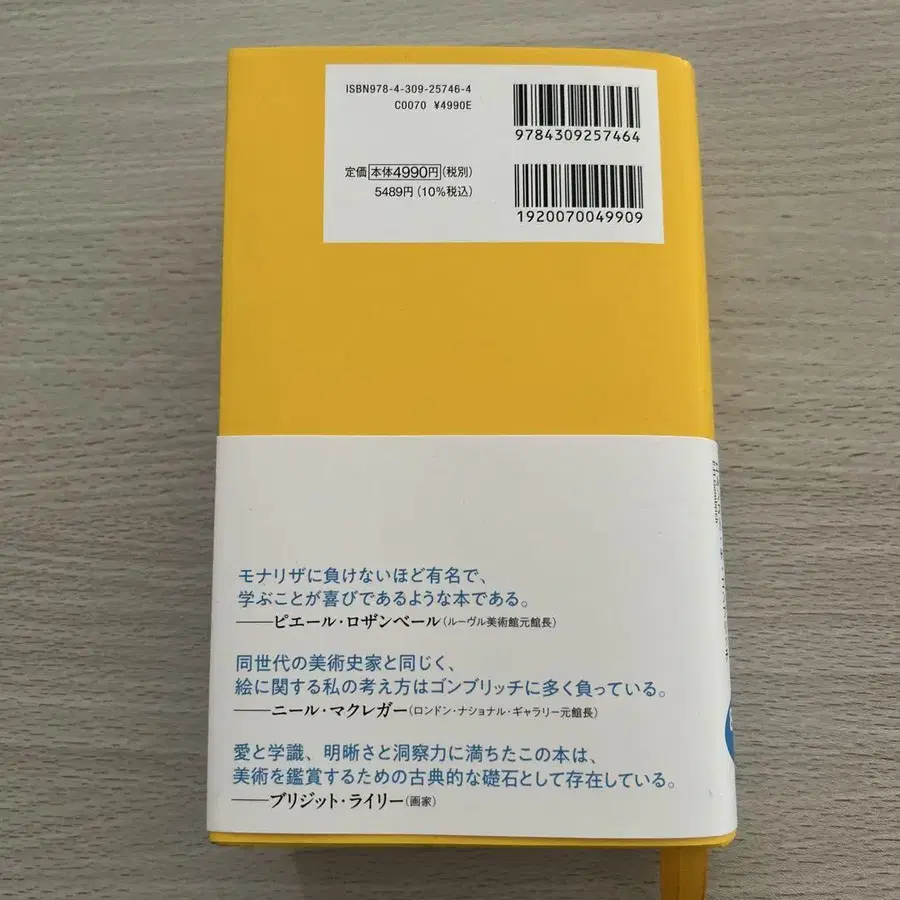 ISBN978-4-309-25746-4
C0070 ¥4990E
9784309257464
定価 本体4990円(税別)
5489円(10%税込)
1920070049909
モナリザに負けないほど有名で、
学ぶことが喜びであるような本である。
──ピエール・ロザンベール(ルーヴル美術館元館長)
同世代の美術史家と同じく、
絵に関する私の考え方はゴンブリッチに多く負っている。
──ニール・マクレガー(ロンドン・ナショナル・ギャラリー元館長)
愛と学識、明晰さと洞察力に満ちたこの本は、
美術を鑑賞するための古典的な礎石として存在している。
──ブリジット・ライリー(画家)